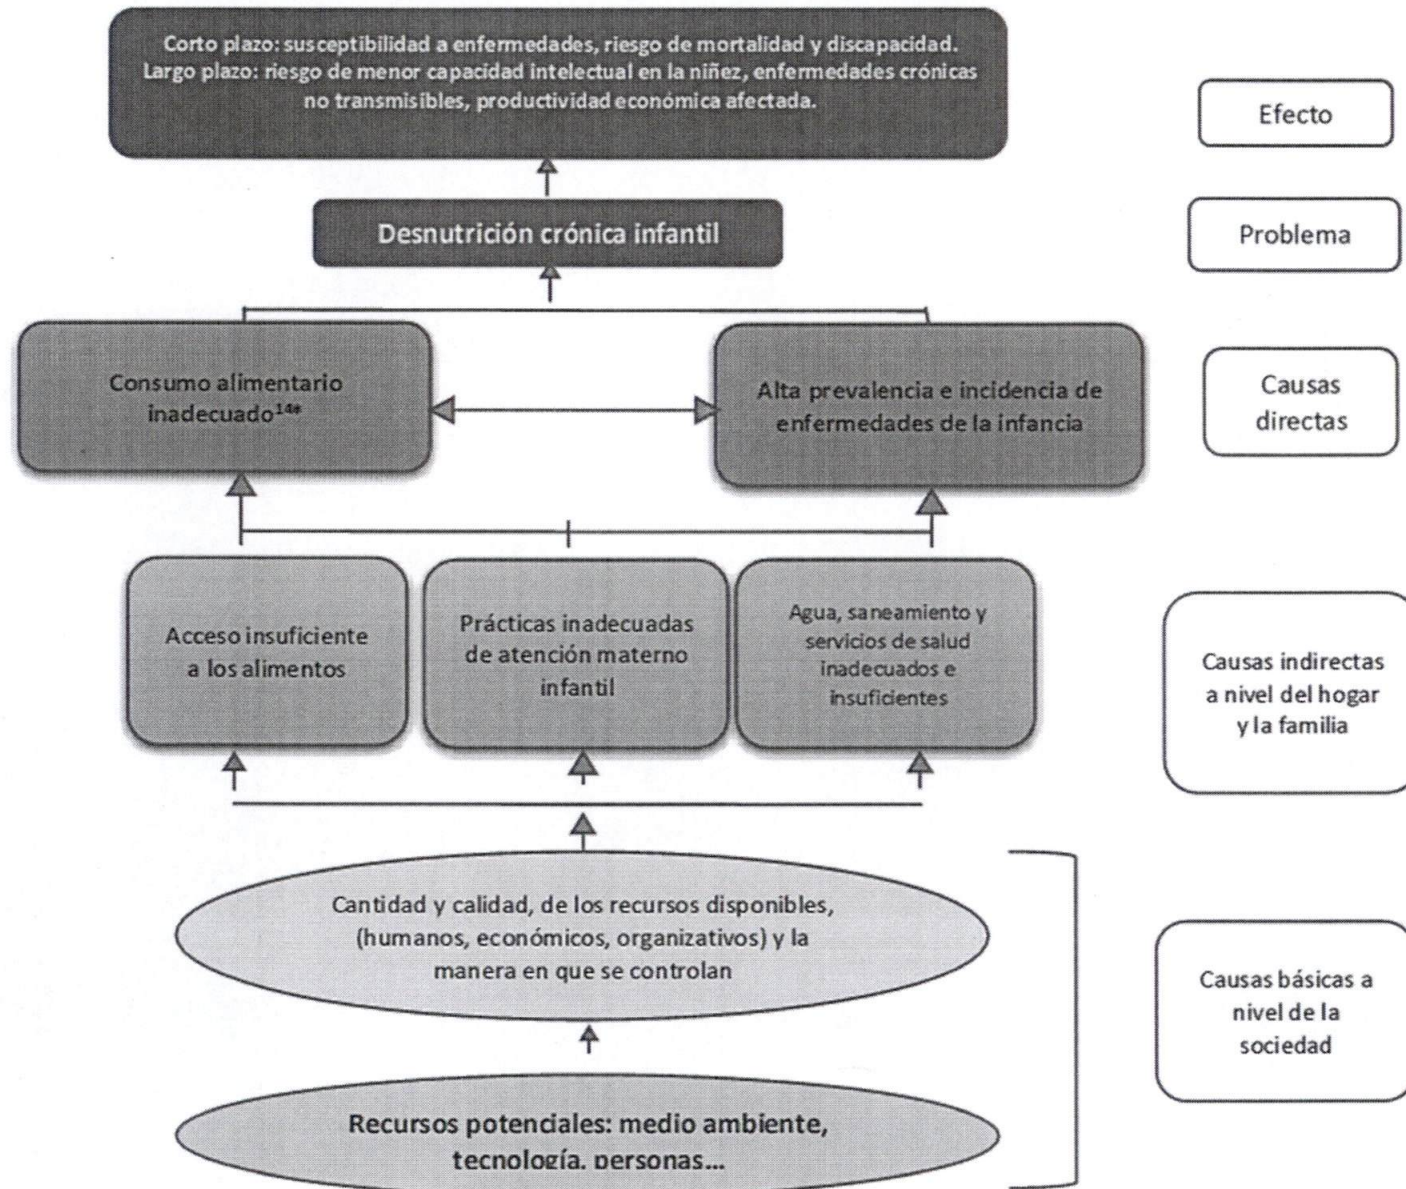 Corto plazo: susceptibilidad a enfermedades, riesgo de mortalidad y discapacidad.
Largo plazo: riesgo de menor capacidad intelectual en la niñez, enfermedades crónicas
no transmisibles, productividad económica afectada.
Efecto
Desnutrición crónica infantil
Problema
Consumo alimentario
inadecuado¹⁴*
Alta prevalencia e incidencia de
enfermedades de la infancia
Causas
directas
Acceso insuficiente
a los alimentos
Prácticas inadecuadas
de atención materno
infantil
Agua, saneamiento y
servicios de salud
inadecuados e
insuficientes
Causas indirectas
a nivel del hogar
y la familia
Cantidad y calidad, de los recursos disponibles,
(humanos, económicos, organizativos) y la
manera en que se controlan
Causas básicas a
nivel de la
sociedad
Recursos potenciales: medio ambiente,
tecnología, personas...